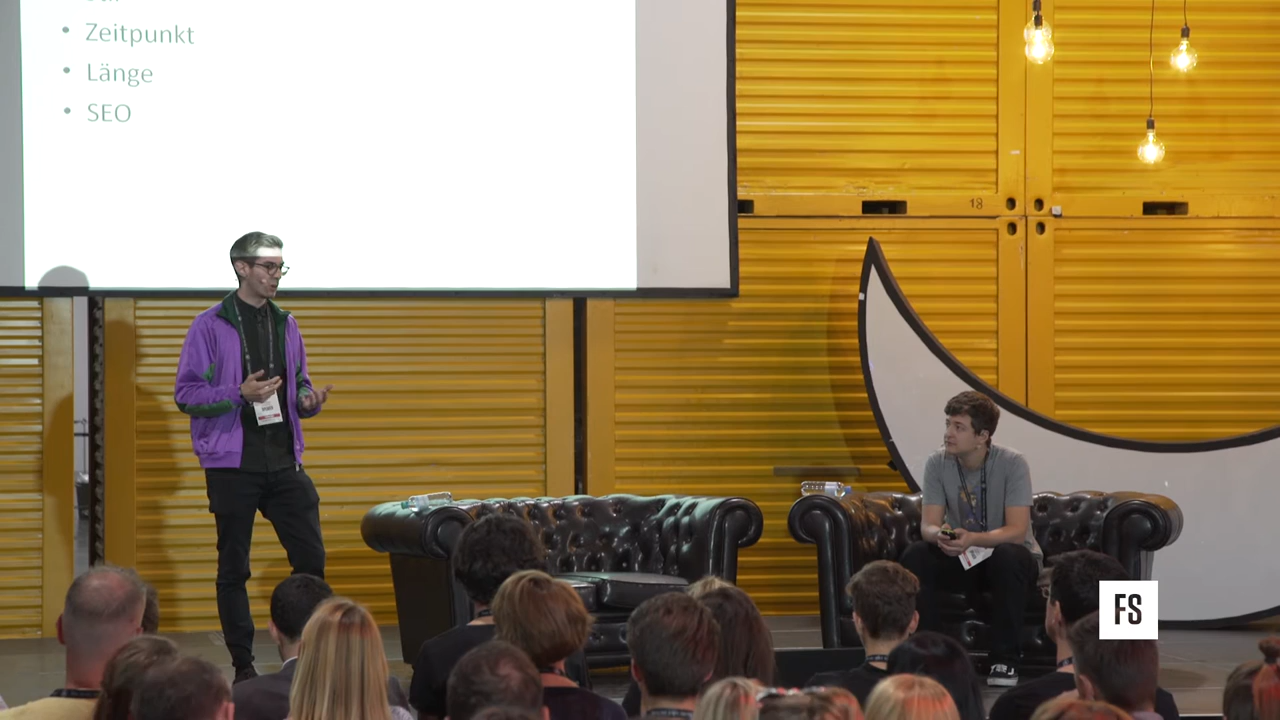 • Zeitpunkt
• Länge
• SEO
18
FS